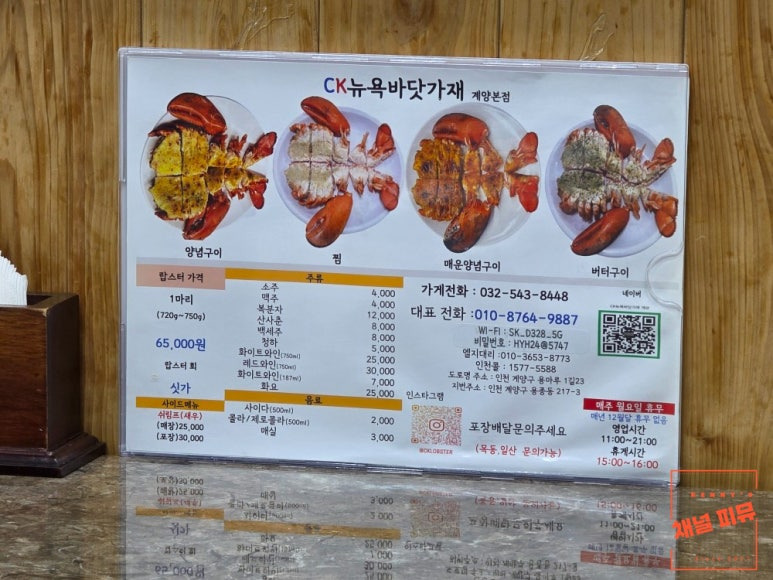 CK뉴욕바닷가재 계양본점
양념구이
찜
매운양념구이
버터구이
랍스터 가격
1마리
(720g~750g)
65,000원
랍스터 회
싯가
사이드메뉴
쉬림프(새우)
(매장)25,000
(포장)30,000
주류
소주 4,000
맥주 4,000
복분자 12,000
산사춘 8,000
백세주 8,000
청하 5,000
화이트와인(750ml) 25,000
레드와인(750ml) 30,000
화이트와인(187ml) 7,000
화요 25,000
음료
사이다(500ml)
콜라/제로콜라(500ml) 2,000
매실 3,000
가게전화 : 032-543-8448
대표 전화 :010-8764-9887
WI-FI : SK_D328_5G
비밀번호 : HYH24@5747
엘지대리 :010-3653-8773
인천콜 : 1577-5588
도로명 주소 : 인천 계양구 용마루 1길23
지번주소 : 인천 계양구 용종동 217-3
네이버
인스타그램
@CKLOBSTER
포장배달문의주세요
(목동,일산 문의가능)
매주 월요일 휴무
매년 12월달 휴무 없음
영업시간
11:00~21:00
휴게시간
15:00~16:00
채널 피뮤